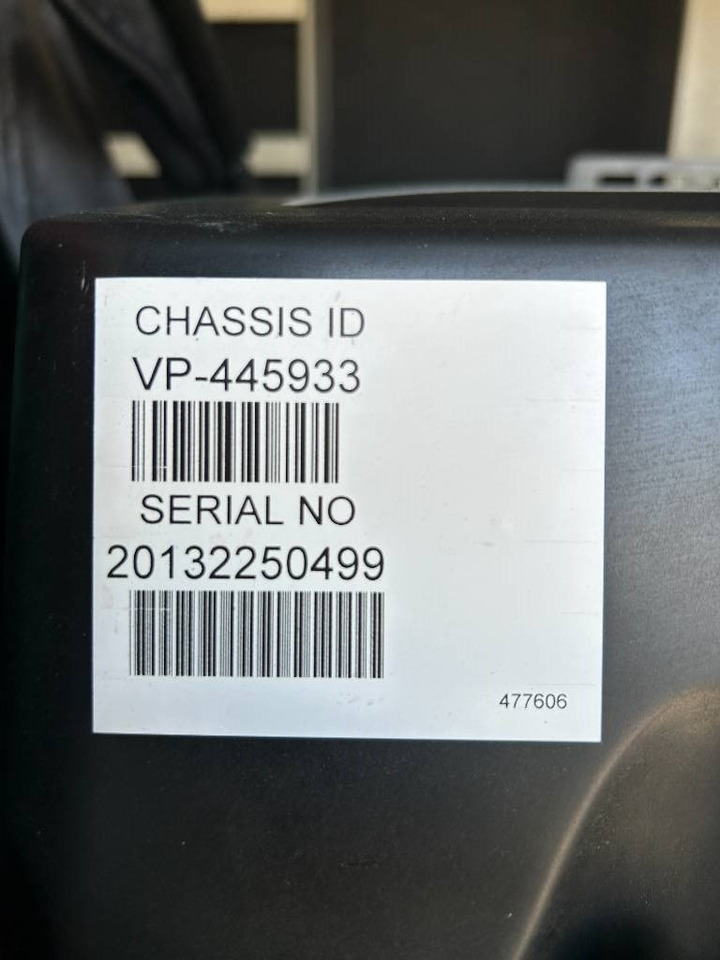 CHASSIS ID
VP-445933
SERIAL NO
20132250499
477606